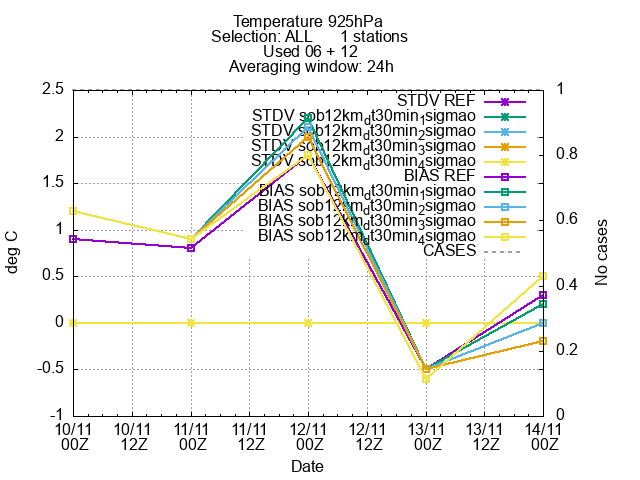 Temperature 925hPa
Selection: ALL 1 stations
Used 06 + 12
Averaging window: 24h
STDV REF
STDV sob12km_dt30min_1sigmao
STDV sob12km_dt30min_2sigmao
STDV sob12km_dt30min_3sigmao
STDV sob12km_dt30min_4sigmao
BIAS REF
BIAS sob12km_dt30min_1sigmao
BIAS sob12km_dt30min_2sigmao
BIAS sob12km_dt30min_3sigmao
BIAS sob12km_dt30min_4sigmao
CASES
2.5
2
1.5
1
0.5
0
-0.5
-1
deg C
1
0.8
0.6
0.4
0.2
0
No cases
10/11 10/11 11/11 11/11 12/11 12/11 13/11 13/11 14/11
00Z 12Z 00Z 12Z 00Z 12Z 00Z 12Z 00Z
Date